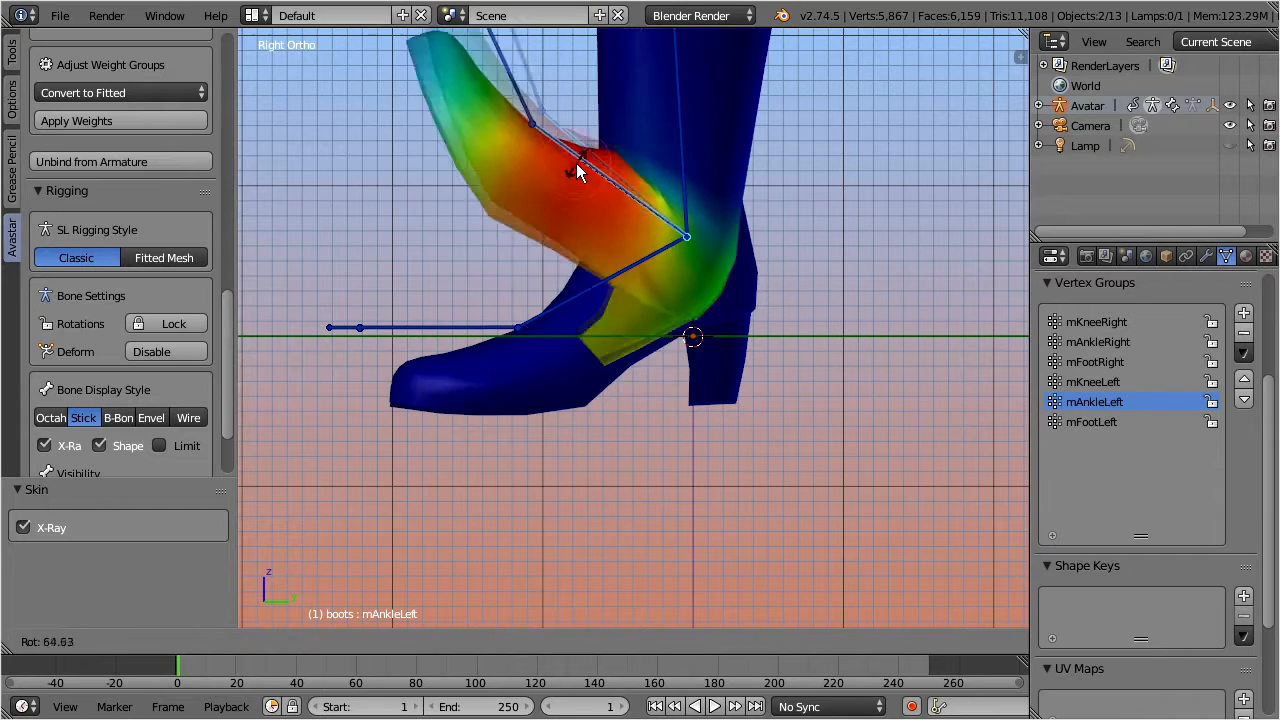 File Render Window Help Default Scene Blender Render v2.74.5 | Verts:5,867 | Faces:6,159 | Tris:11,108 | Objects:2/13 | Lamps:0/1 | Mem:123.29M
Tools
Options
Grease Pencil
Avastar
Adjust Weight Groups
Convert to Fitted
Apply Weights
Unbind from Armature
Rigging
SL Rigging Style
Classic Fitted Mesh
Bone Settings
Rotations Lock
Deform Disable
Bone Display Style
Octah Stick B-Bon Envel Wire
X-Ra Shape Limit
Visibility
Skin
X-Ray
Right Ortho
z
y
(1) boots : mAnkleLeft
Rot: 64.63
View Search Current Scene
RenderLayers
World
Avatar
Camera
Lamp
Vertex Groups
mKneeRight
mAnkleRight
mFootRight
mKneeLeft
mAnkleLeft
mFootLeft
Shape Keys
UV Maps
-40 -20 0 20 40 60 80 100 120 140 160 180 200 220 240 260
View Marker Frame Playback Start: 1 End: 250 1 No Sync